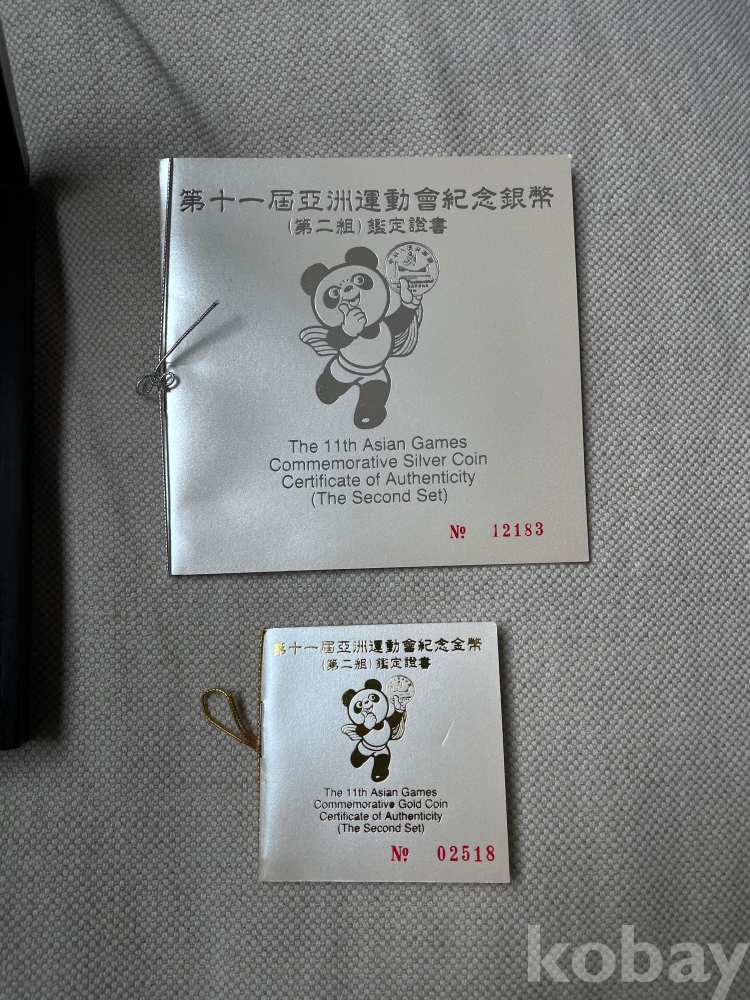 第十一屆亞洲運動會紀念銀幣
(第二組)鑑定證書
The 11th Asian Games
Commemorative Silver Coin
Certificate of Authenticity
(The Second Set)
№ 12183
第十一屆亞洲運動會紀念金幣
(第二組)鑑定證書
The 11th Asian Games
Commemorative Gold Coin
Certificate of Authenticity
(The Second Set)
№ 02518
kobay